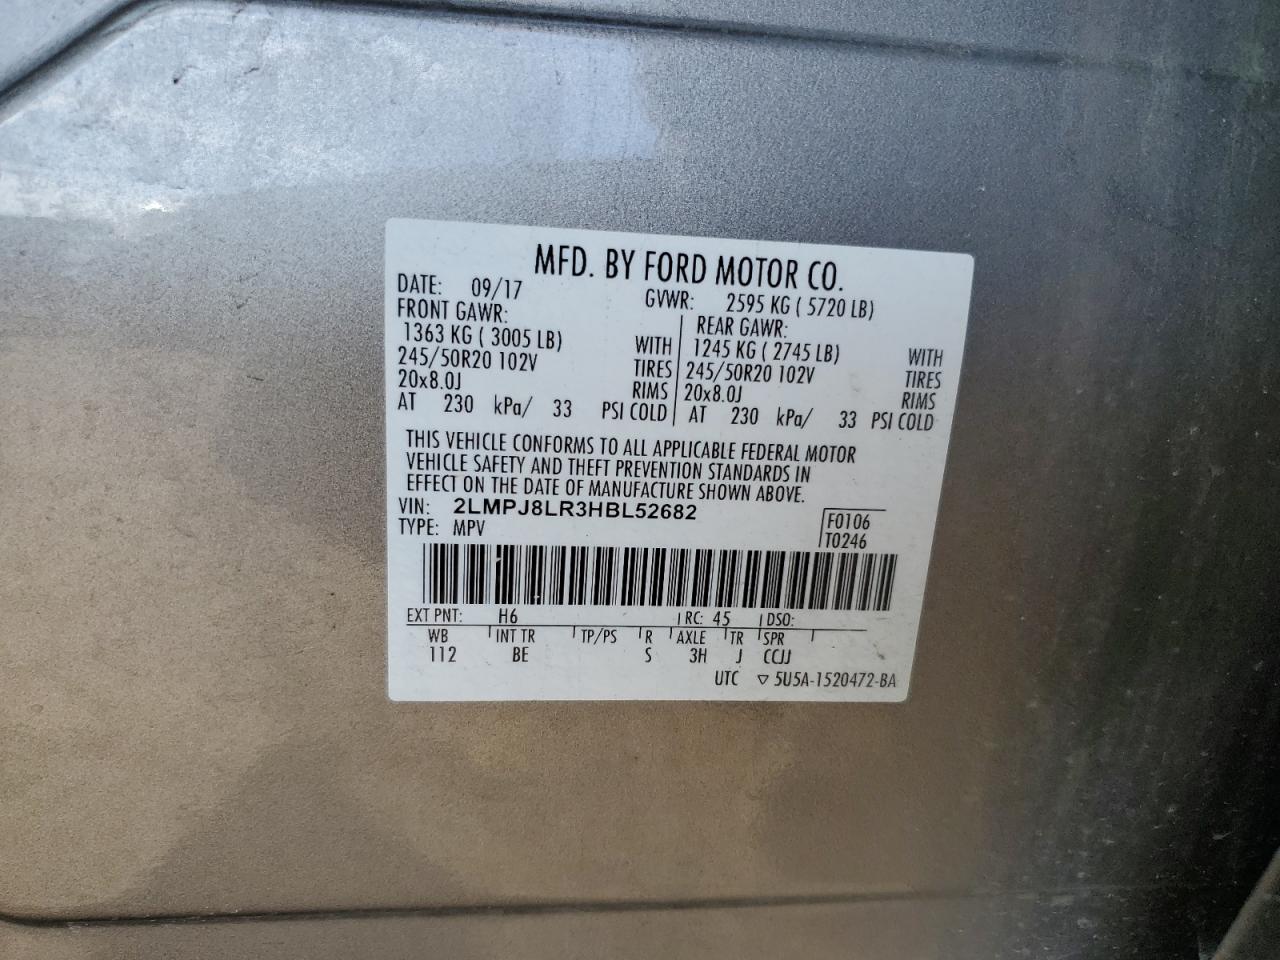 MFD. BY FORD MOTOR CO.
DATE: 09/17 GVWR: 2595 KG ( 5720 LB)
FRONT GAWR: REAR GAWR:
1363 KG ( 3005 LB) WITH 1245 KG ( 2745 LB) WITH
245/50R20 102V TIRES 245/50R20 102V TIRES
20x8.0J RIMS 20x8.0J RIMS
AT 230 kPa/ 33 PSI COLD AT 230 kPa/ 33 PSI COLD
THIS VEHICLE CONFORMS TO ALL APPLICABLE FEDERAL MOTOR
VEHICLE SAFETY AND THEFT PREVENTION STANDARDS IN
EFFECT ON THE DATE OF MANUFACTURE SHOWN ABOVE.
VIN: 2LMPJ8LR3HBL52682 F0106
TYPE: MPV T0246
EXT PNT: H6 RC: 45 DSO:
WB INT TR TP/PS R AXLE TR SPR
112 BE S 3H J CCJJ
UTC ▽ 5U5A-1520472-BA